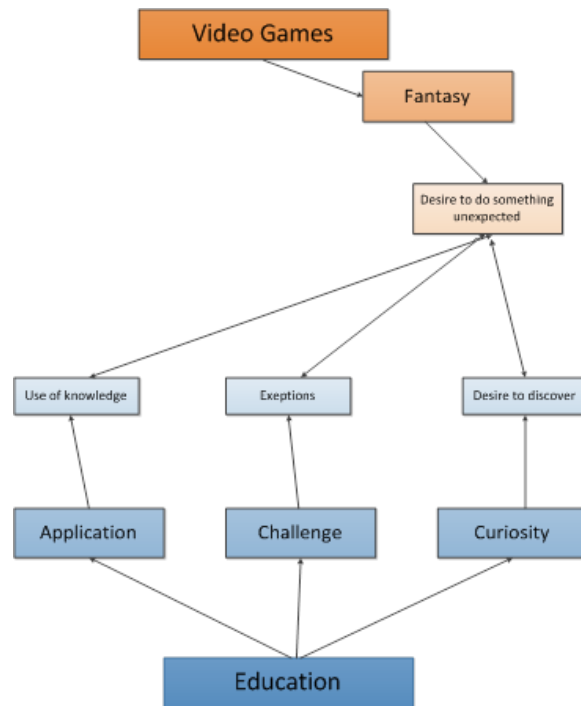 Video Games
Fantasy
Desire to do something
unexpected
Use of knowledge
Exeptions
Desire to discover
Application
Challenge
Curiosity
Education